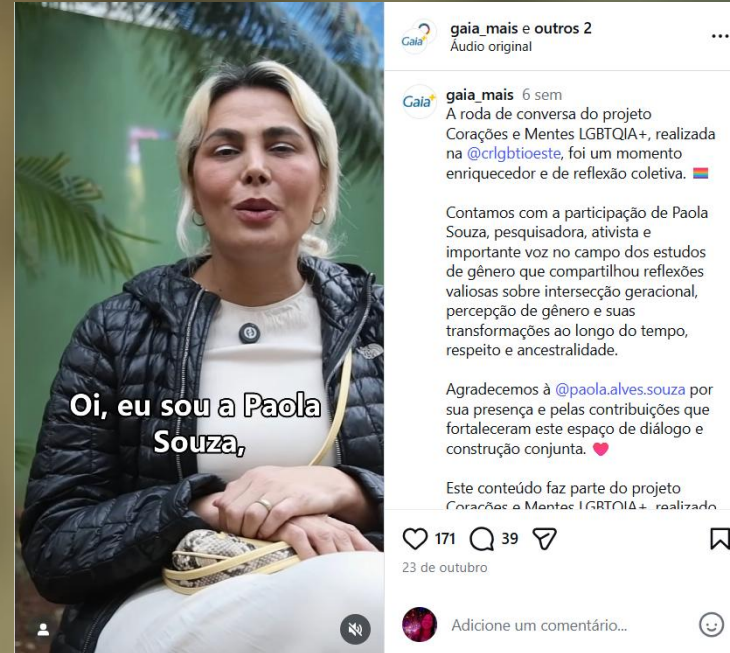 Oi, eu sou a Paola
Souza,
Gaia+
gaia_mais e outros 2
Áudio original
Gaia+
gaia_mais 6 sem
A roda de conversa do projeto
Corações e Mentes LGBTQIA+, realizada
na @crlgbtioeste, foi um momento
enriquecedor e de reflexão coletiva.
Contamos com a participação de Paola
Souza, pesquisadora, ativista e
importante voz no campo dos estudos
de gênero que compartilhou reflexões
valiosas sobre intersecção geracional,
percepção de gênero e suas
transformações ao longo do tempo,
respeito e ancestralidade.
Agradecemos à @paola.alves.souza por
sua presença e pelas contribuições que
fortaleceram este espaço de diálogo e
construção conjunta.
Este conteúdo faz parte do projeto
Corações e Mentes LGBTQIA+, realizado
171 39
23 de outubro
Adicione um comentário...